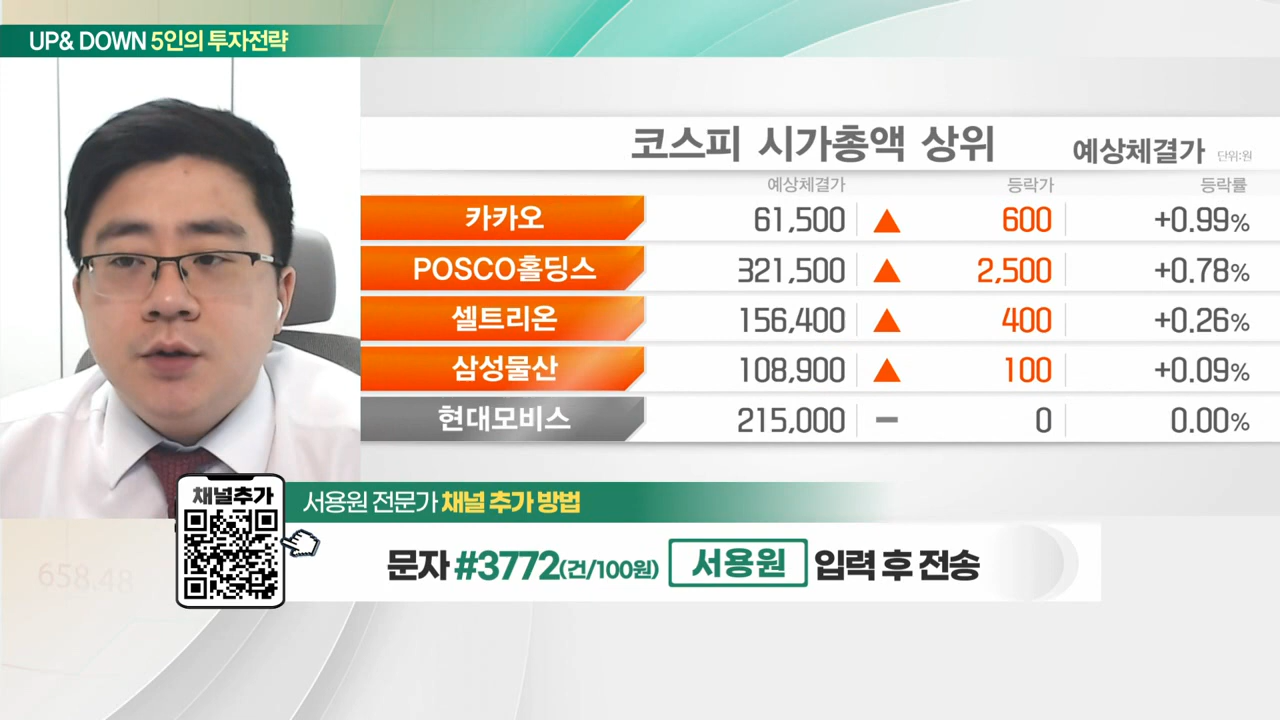 UP& DOWN 5인의 투자전략
코스피 시가총액 상위 예상체결가 단위:원
예상체결가 등락가 등락률
카카오 61,500 ▲ 600 +0.99%
POSCO홀딩스 321,500 ▲ 2,500 +0.78%
셀트리온 156,400 ▲ 400 +0.26%
삼성물산 108,900 ▲ 100 +0.09%
현대모비스 215,000 - 0 0.00%
채널추가
서용원 전문가 채널 추가 방법
문자 #3772(건/100원) 서용원 입력 후 전송
658.48